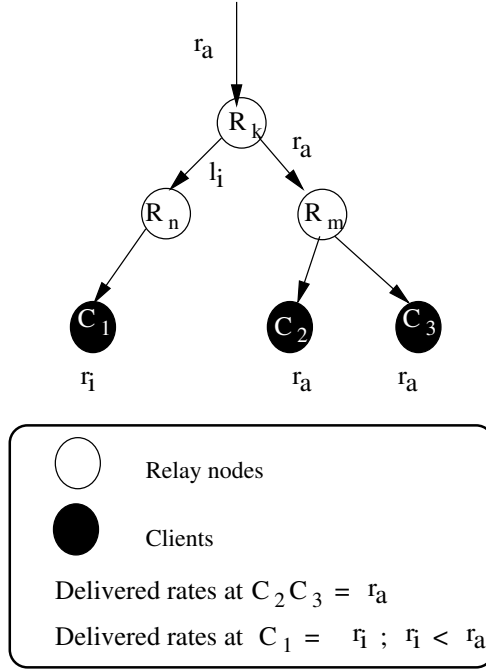 r_a
R_k
l_i r_a
R_n R_m
C_1 C_2 C_3
r_i r_a r_a
Relay nodes
Clients
Delivered rates at C_2 C_3 = r_a
Delivered rates at C_1 = r_i ; r_i < r_a